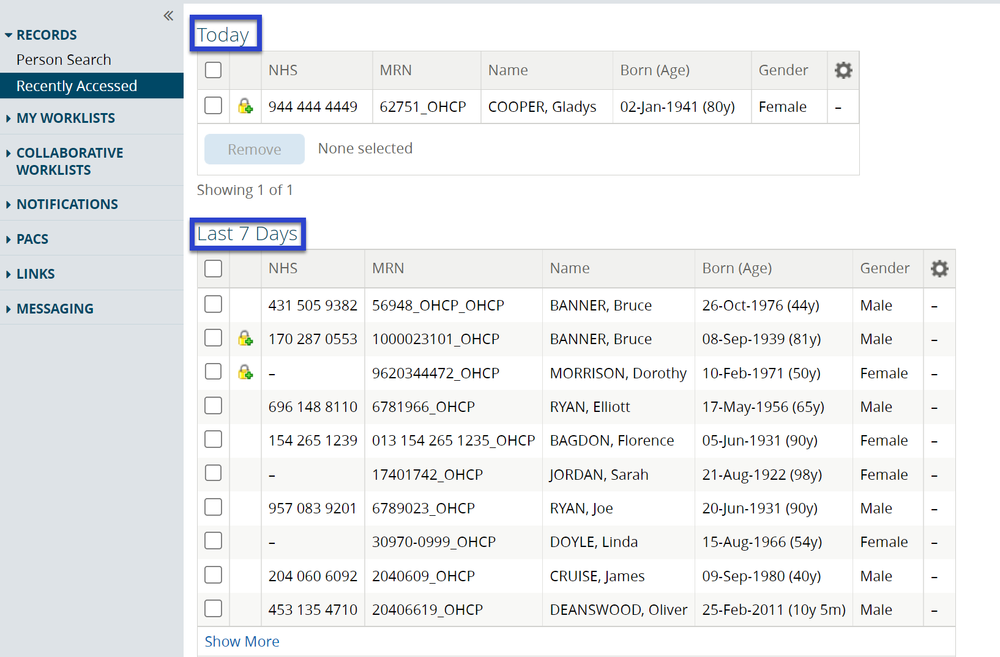 RECORDS
Person Search
Recently Accessed
MY WORKLISTS
COLLABORATIVE
WORKLISTS
NOTIFICATIONS
PACS
LINKS
MESSAGING
Today
NHS MRN Name Born (Age) Gender
944 444 4449 62751_OHCP COOPER, Gladys 02-Jan-1941 (80y) Female –
Remove None selected
Showing 1 of 1
Last 7 Days
NHS MRN Name Born (Age) Gender
431 505 9382 56948_OHCP_OHCP BANNER, Bruce 26-Oct-1976 (44y) Male –
170 287 0553 1000023101_OHCP BANNER, Bruce 08-Sep-1939 (81y) Male –
– 9620344472_OHCP MORRISON, Dorothy 10-Feb-1971 (50y) Female –
696 148 8110 6781966_OHCP RYAN, Elliott 17-May-1956 (65y) Male –
154 265 1239 013 154 265 1235_OHCP BAGDON, Florence 05-Jun-1931 (90y) Female –
– 17401742_OHCP JORDAN, Sarah 21-Aug-1922 (98y) Female –
957 083 9201 6789023_OHCP RYAN, Joe 20-Jun-1931 (90y) Male –
– 30970-0999_OHCP DOYLE, Linda 15-Aug-1966 (54y) Female –
204 060 6092 2040609_OHCP CRUISE, James 09-Sep-1980 (40y) Male –
453 135 4710 20406619_OHCP DEANSWOOD, Oliver 25-Feb-2011 (10y 5m) Male –
Show More